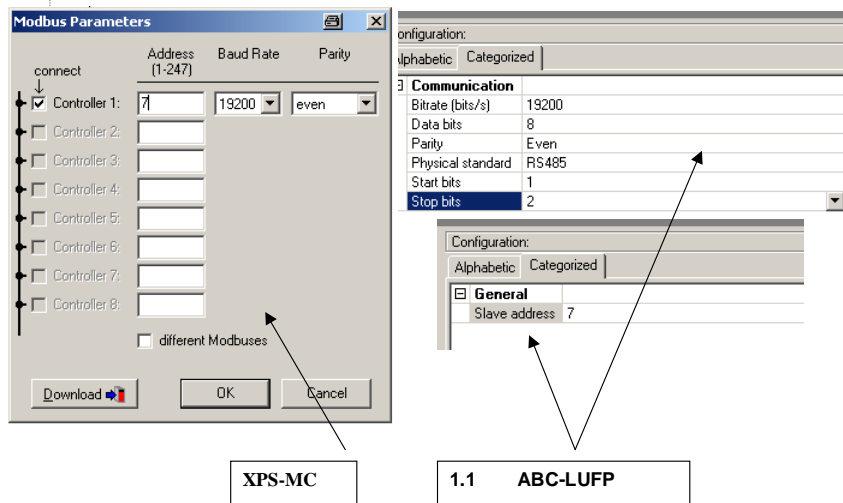 Modbus Parameters
connect
Address
(1-247)
Baud Rate
Parity
Controller 1:
7
19200
even
Controller 2:
Controller 3:
Controller 4:
Controller 5:
Controller 6:
Controller 7:
Controller 8:
different Modbuses
Download
OK
Cancel
onfiguration:
lphabetic
Categorized
Communication
Bitrate (bits/s) 19200
Data bits 8
Parity Even
Physical standard RS485
Start bits 1
Stop bits 2
Configuration:
Alphabetic
Categorized
General
Slave address 7
XPS-MC
1.1 ABC-LUFP